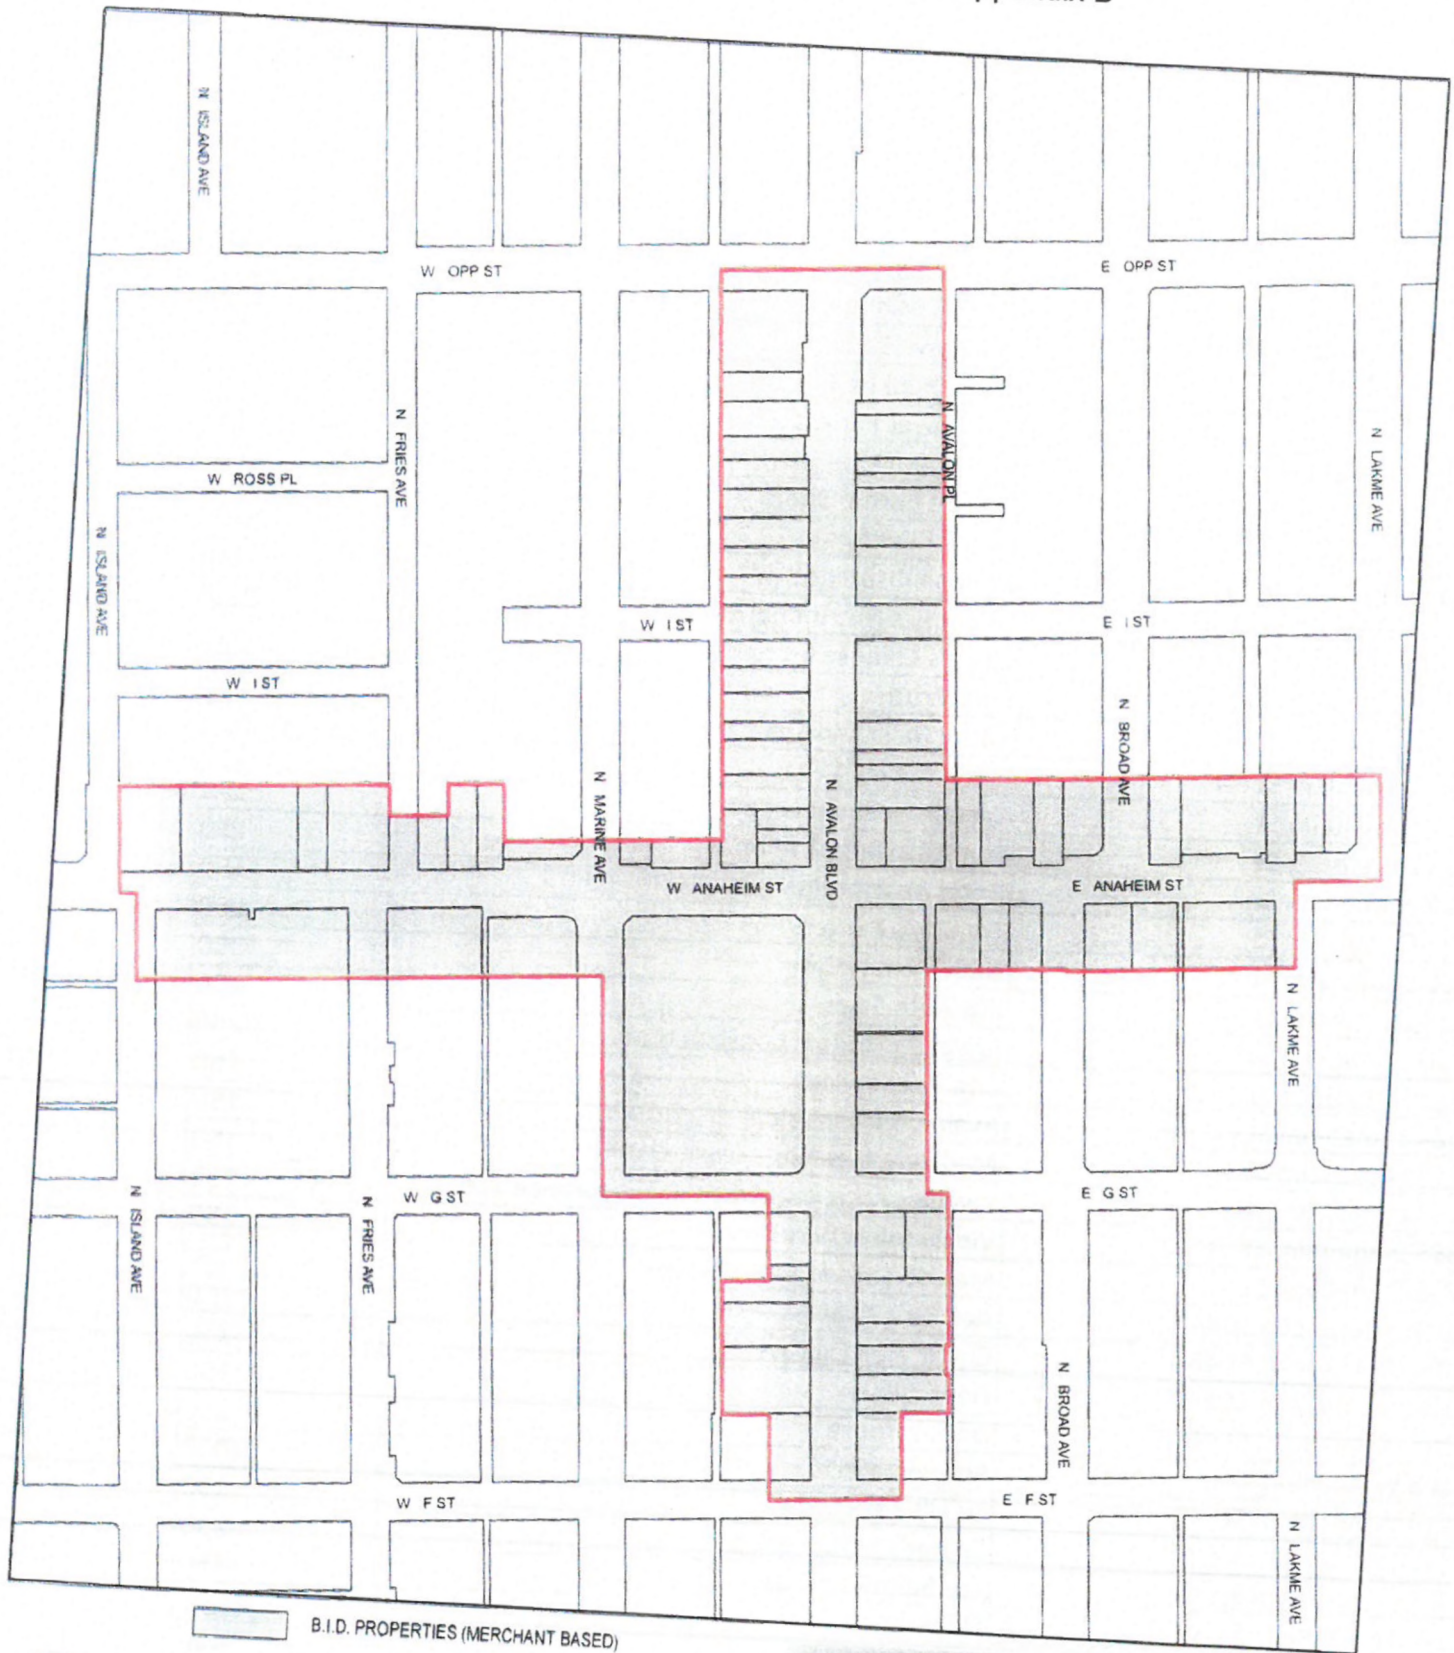 N ISLAND AVE
W OPP ST
E OPP ST
N FRIES AVE
N AVALON PL
N LAKME AVE
W ROSS PL
N ISLAND AVE
W I ST
E I ST
W I ST
N BROAD AVE
N MARINE AVE
N AVALON BLVD
W ANAHEIM ST
E ANAHEIM ST
N LAKME AVE
W G ST
E G ST
N ISLAND AVE
N FRIES AVE
N BROAD AVE
W F ST
E F ST
N LAKME AVE
B.I.D. PROPERTIES (MERCHANT BASED)